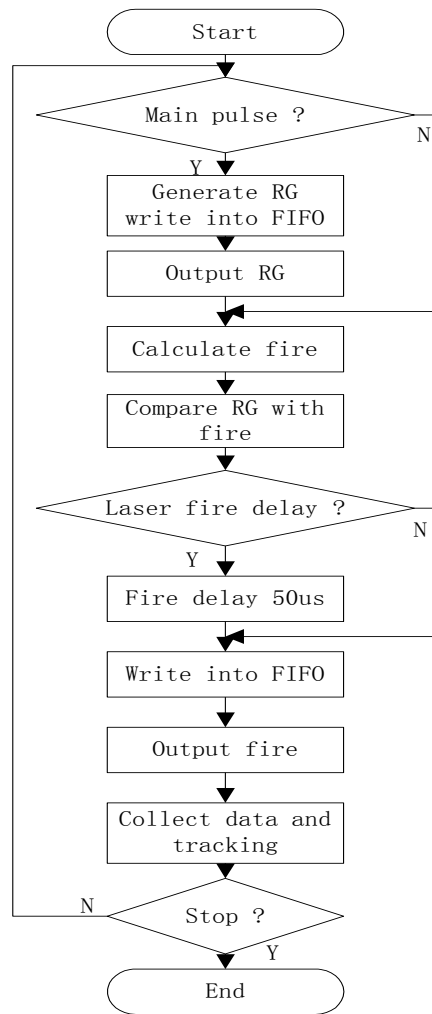 Start
Main pulse ?
N
Y
Generate RG
write into FIFO
Output RG
Calculate fire
Compare RG with
fire
Laser fire delay ?
N
Y
Fire delay 50us
Write into FIFO
Output fire
Collect data and
tracking
N
Stop ?
Y
End